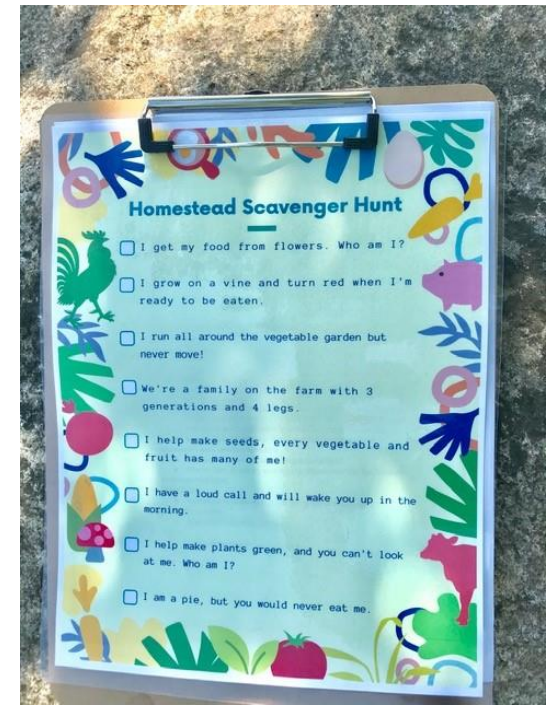 Homestead Scavenger Hunt
I get my food from flowers. Who am I?
I grow on a vine and turn red when I'm
ready to be eaten.
I run all around the vegetable garden but
never move!
We're a family on the farm with 3
generations and 4 legs.
I help make seeds, every vegetable and
fruit has many of me!
I have a loud call and will wake you up in the
morning.
I help make plants green, and you can't look
at me. Who am I?
I am a pie, but you would never eat me.